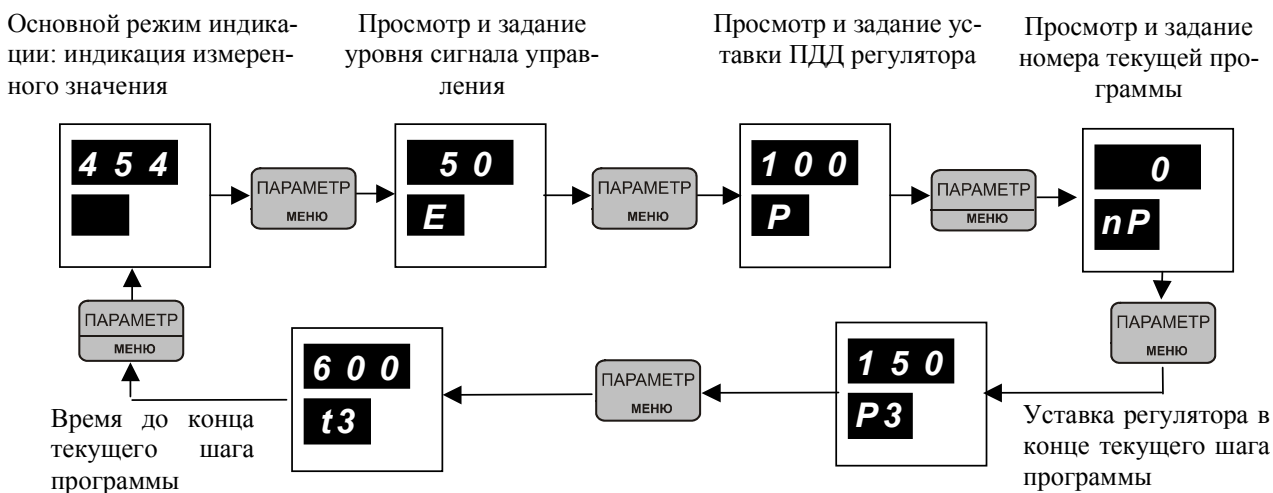 Основной режим индика-
ции: индикация измерен-
ного значения
Просмотр и задание
уровня сигнала управ-
ления
Просмотр и задание ус-
тавки ПДД регулятора
Просмотр и задание
номера текущей про-
граммы
4 5 4
ПАРАМЕТР
МЕНЮ
5 0
E
ПАРАМЕТР
МЕНЮ
1 0 0
P
ПАРАМЕТР
МЕНЮ
0
nP
ПАРАМЕТР
МЕНЮ
Уставка регулятора в
конце текущего шага
программы
1 5 0
P3
ПАРАМЕТР
МЕНЮ
6 0 0
t3
Время до конца
текущего шага
программы
ПАРАМЕТР
МЕНЮ